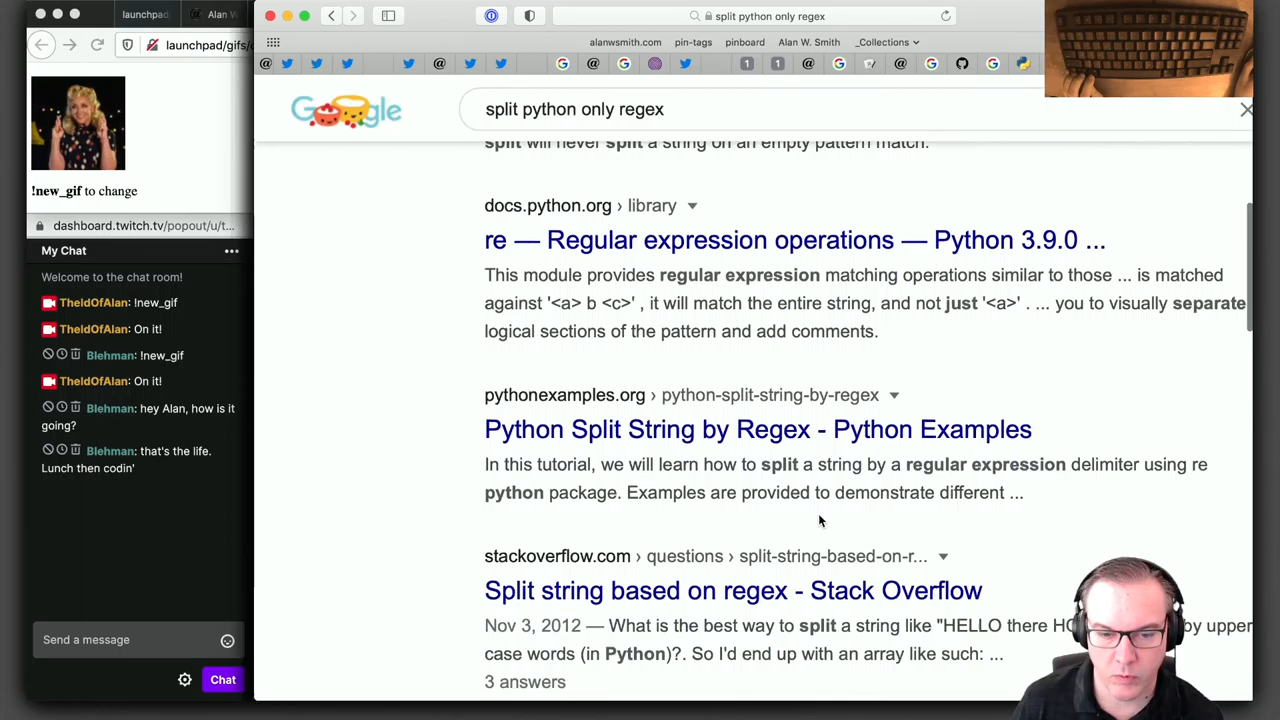 launchpad
Alan W
launchpad/gifs/
!new_gif to change
dashboard.twitch.tv/popout/u/t...
My Chat
Welcome to the chat room!
TheIdOfAlan: !new_gif
TheIdOfAlan: On it!
Blehman: !new_gif
TheIdOfAlan: On it!
Blehman: hey Alan, how is it
going?
Blehman: that's the life.
Lunch then codin'
Send a message
Chat
split python only regex
alanwsmith.com
pin-tags
pinboard
Alan W. Smith
_Collections
Google
split python only regex
split will never split a string on an empty pattern match.
docs.python.org › library
re — Regular expression operations — Python 3.9.0 ...
This module provides regular expression matching operations similar to those ... is matched
against '<a> b <c>' , it will match the entire string, and not just '<a>' . ... you to visually separate
logical sections of the pattern and add comments.
pythonexamples.org › python-split-string-by-regex
Python Split String by Regex - Python Examples
In this tutorial, we will learn how to split a string by a regular expression delimiter using re
python package. Examples are provided to demonstrate different ...
stackoverflow.com › questions › split-string-based-on-r...
Split string based on regex - Stack Overflow
Nov 3, 2012 — What is the best way to split a string like "HELLO there by upper
case words (in Python)?. So I'd end up with an array like such: ...
3 answers